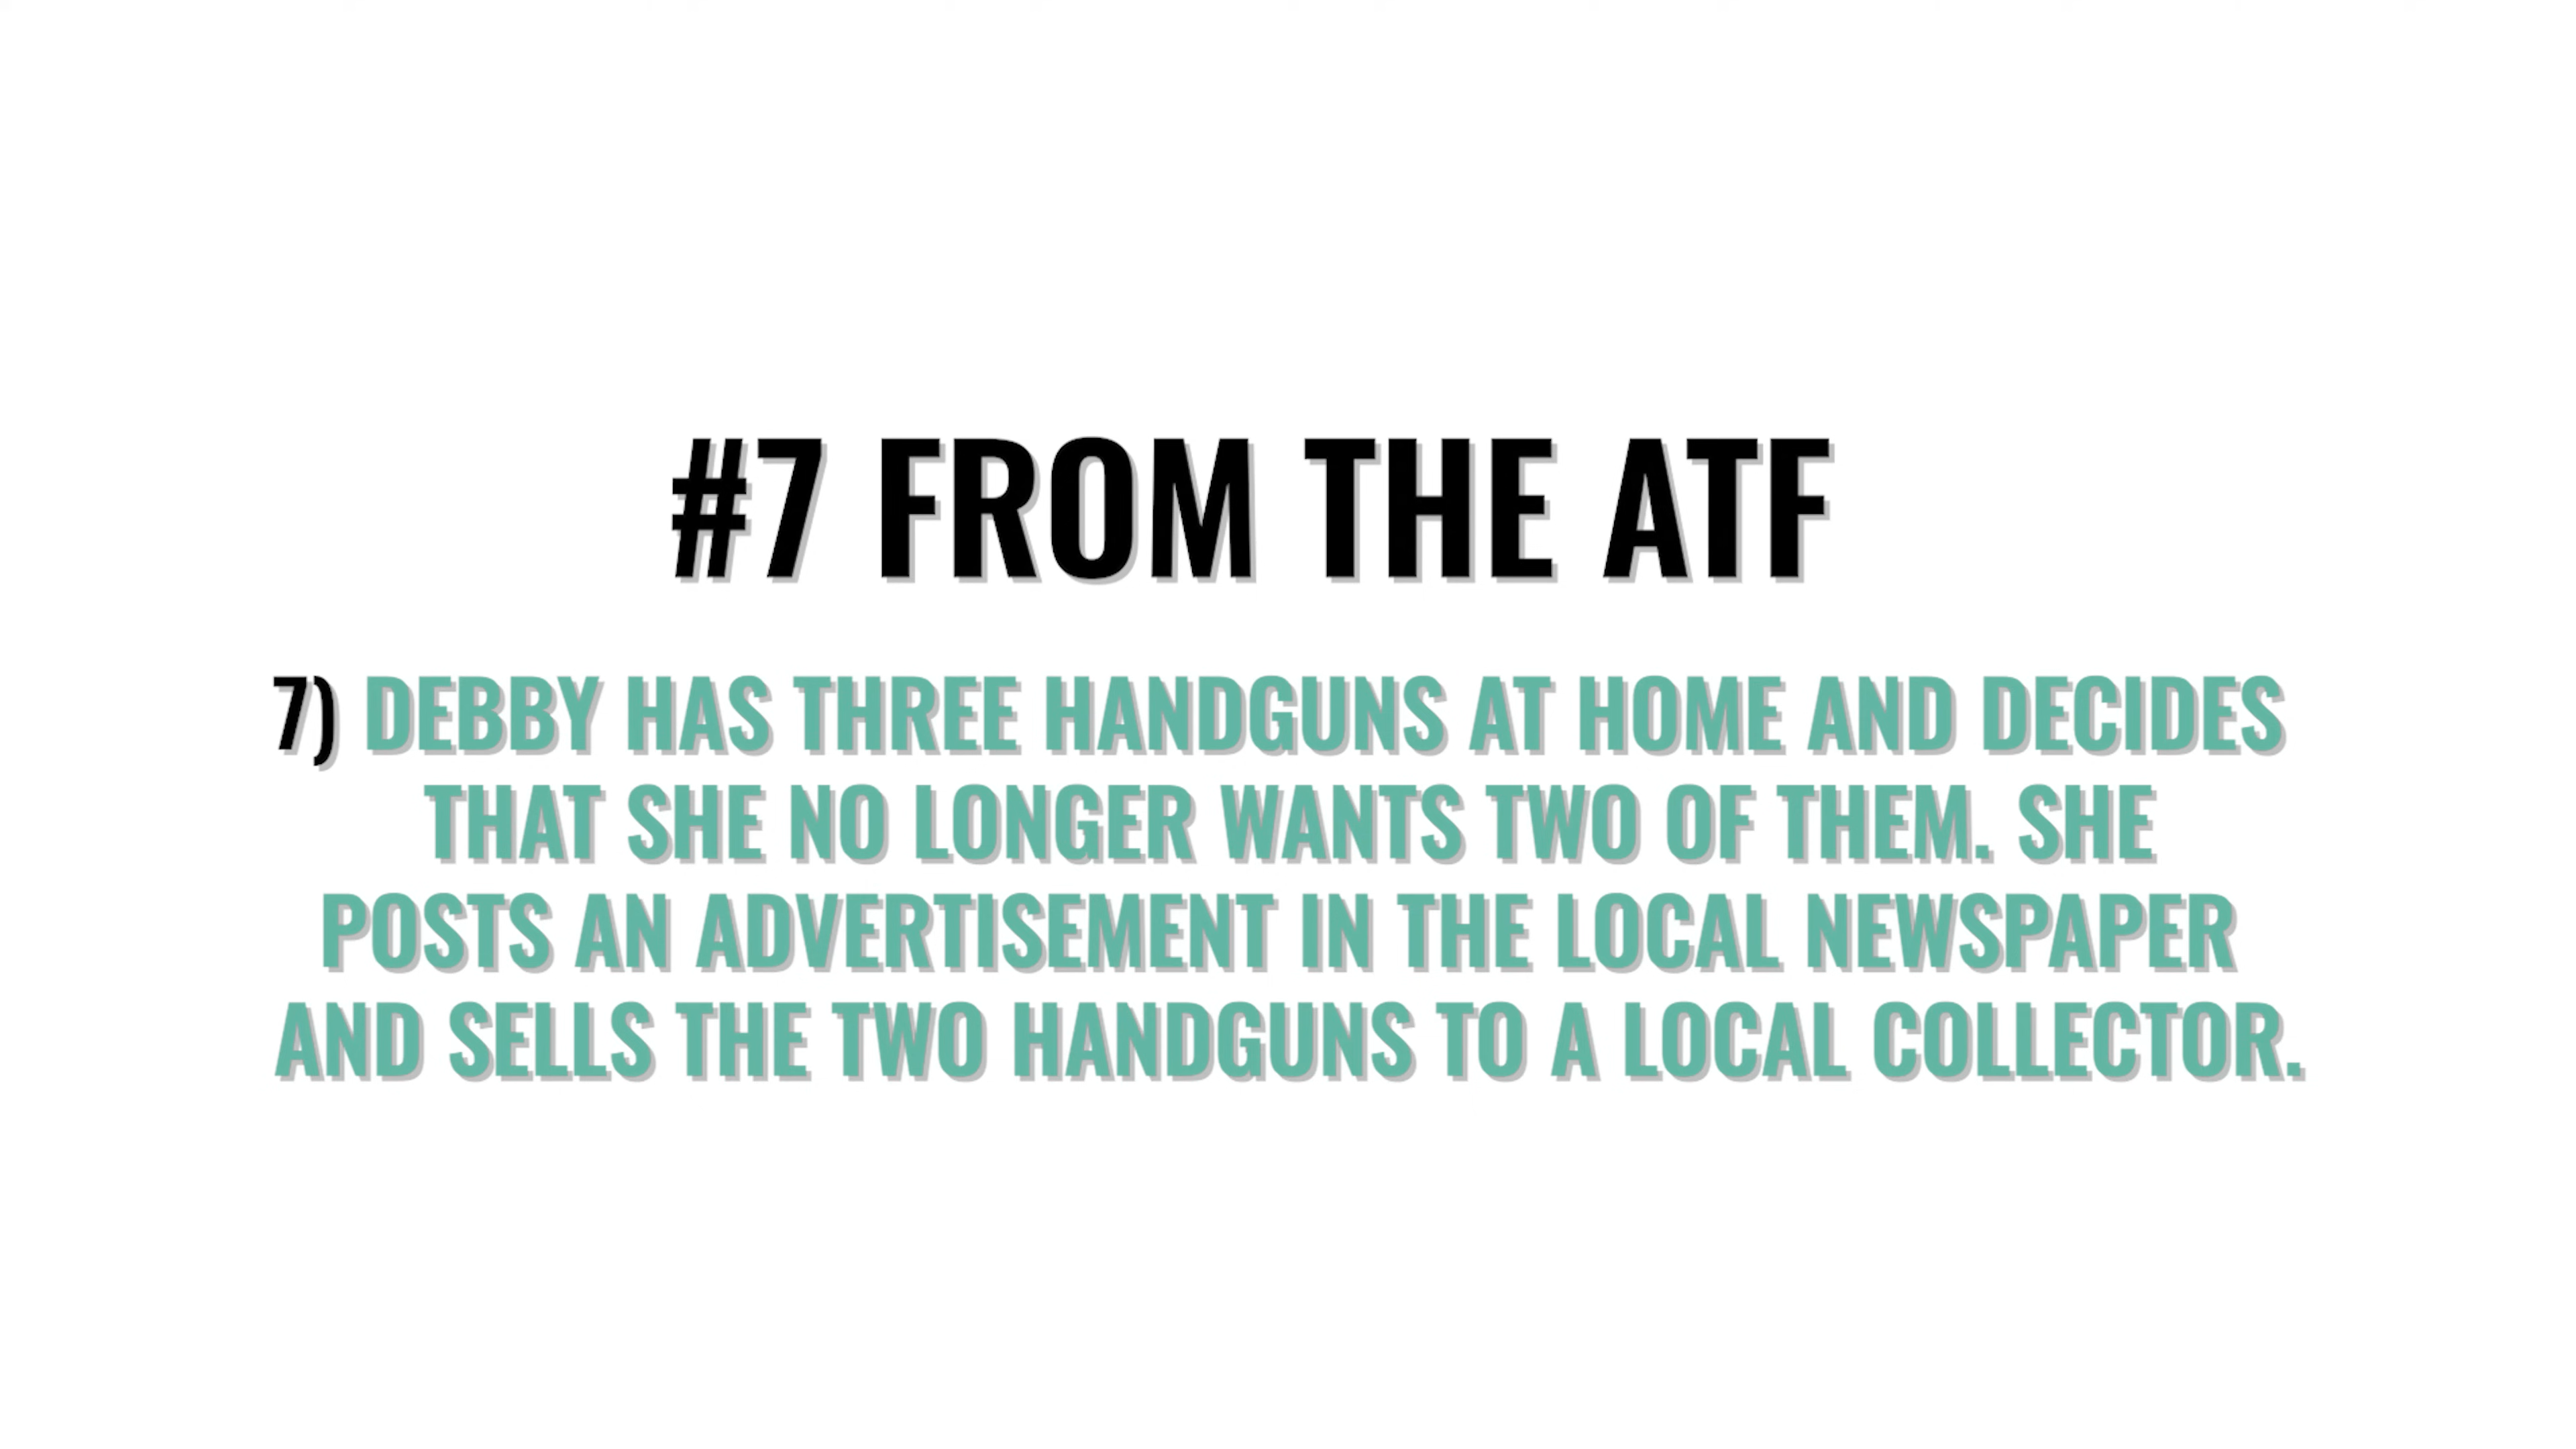 #7 FROM THE ATF
7) DEBBY HAS THREE HANDGUNS AT HOME AND DECIDES
THAT SHE NO LONGER WANTS TWO OF THEM. SHE
POSTS AN ADVERTISEMENT IN THE LOCAL NEWSPAPER
AND SELLS THE TWO HANDGUNS TO A LOCAL COLLECTOR.